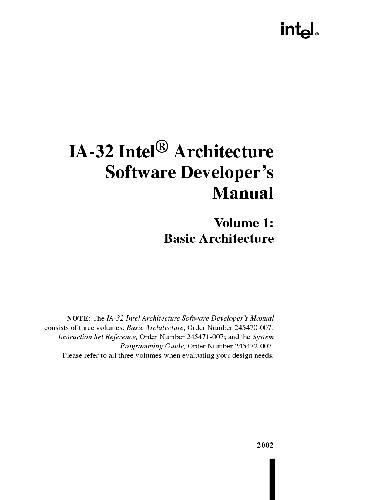 intel®
IA-32 Intel® Architecture
Software Developer's
Manual
Volume 1:
Basic Architecture
NOTE: The IA-32 Intel Architecture Software Developer's Manual
consists of three volumes: Basic Architecture, Order Number 245470-007;
Instruction Set Reference, Order Number 245471-007; and the System
Programming Guide, Order Number 245472-007.
Please refer to all three volumes when evaluating your design needs.
2002